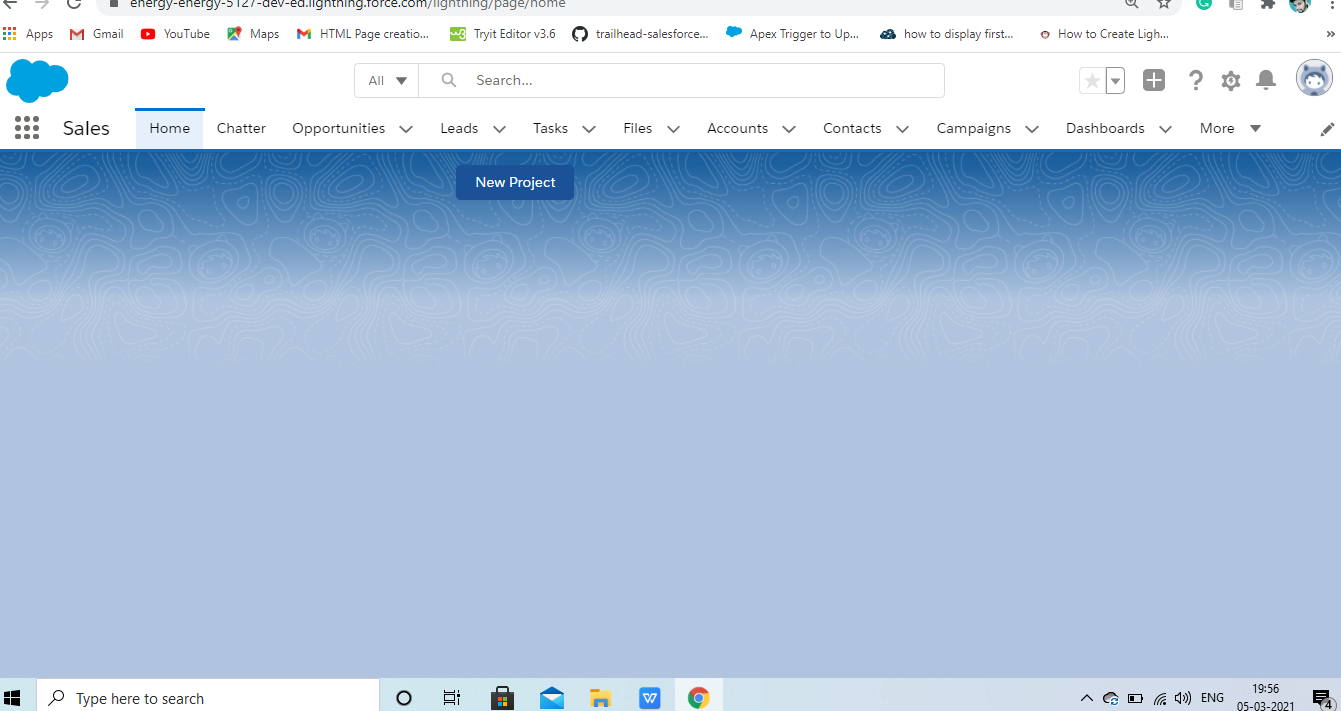 energy-energy-5127-dev-ed.lightning.force.com/lightning/page/home
Apps Gmail YouTube Maps HTML Page creatio... Tryit Editor v3.6 trailhead-salesforce... Apex Trigger to Up... how to display first... How to Create Ligh... »
All Search...
Sales Home Chatter Opportunities Leads Tasks Files Accounts Contacts Campaigns Dashboards More
New Project
Type here to search
ENG
19:56
05-03-2021
4